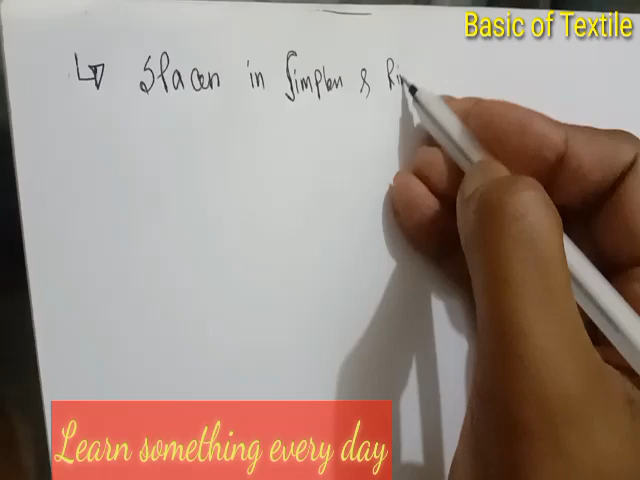 Basic of Textile
Spacer in Simplex & Ri
Learn something every day